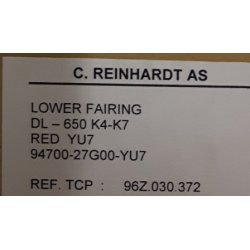 C. REINHARDT AS
LOWER FAIRING
DL – 650 K4-K7
RED YU7
94700-27G00-YU7
REF. TCP : 96Z.030.372